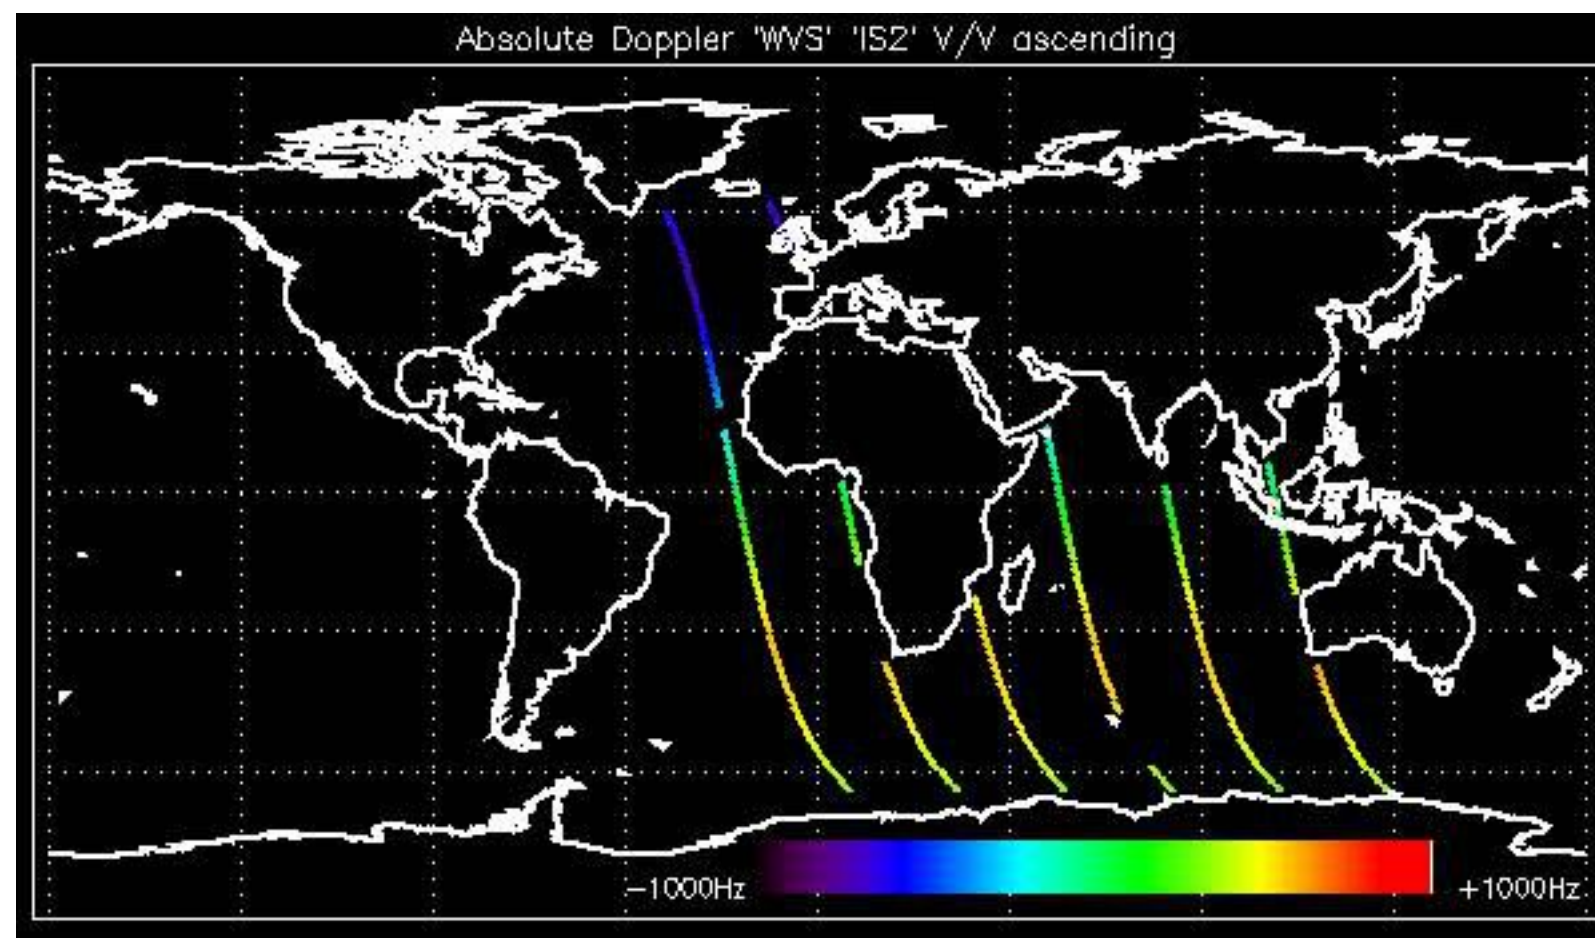 Absolute Doppler 'WVS' 'IS2' V/V ascending
−1000Hz
+1000Hz